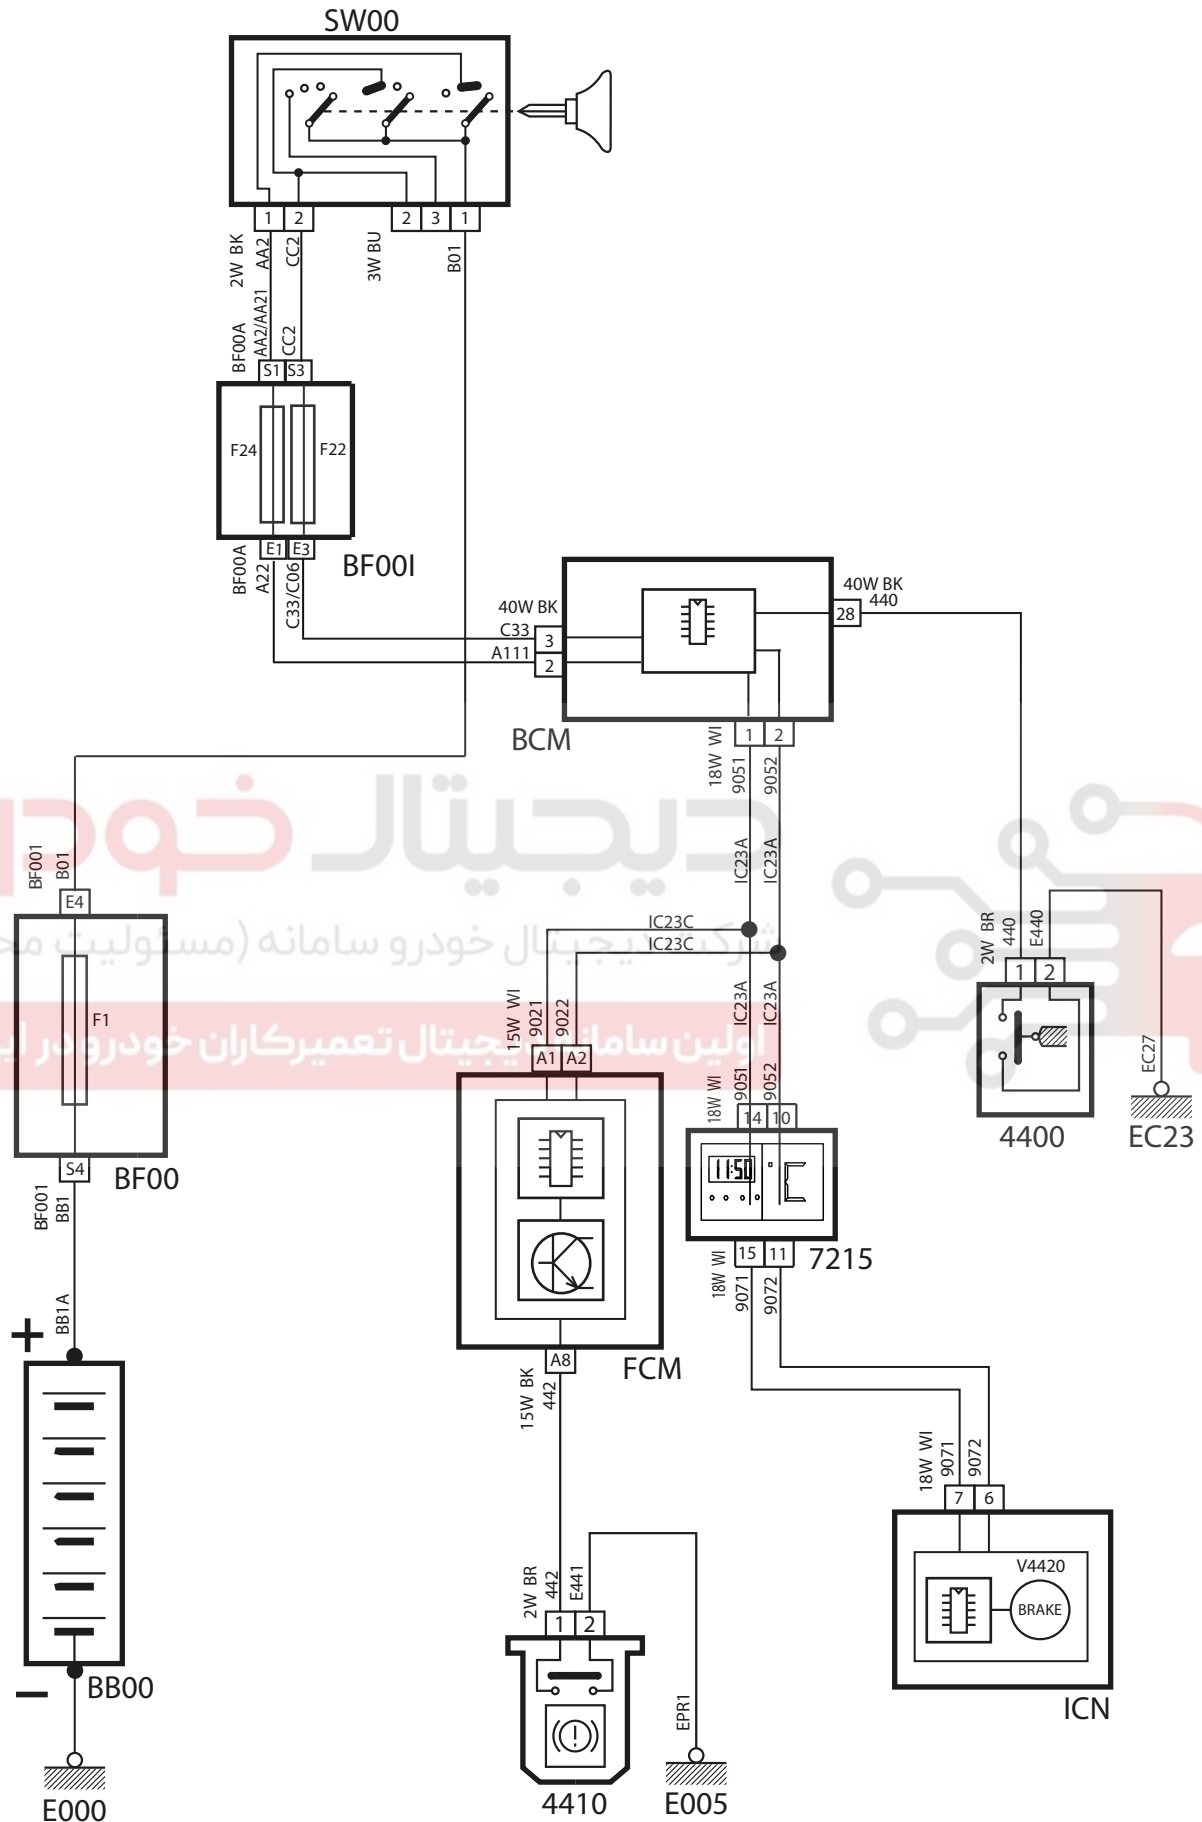 SW00
1
2
2
3
1
2W BK
AA2
CC2
3W BU
B01
BF00A
AA2/AA21
CC2
S1
S3
F24
F22
E1
E3
BF00A
A22
C33/C06
BF00I
40W BK
C33
A111
3
2
28
40W BK
440
BCM
1
2
18W WI
9051
9052
دیجیتال خودرو
IC23A
IC23A
BF001
B01
E4
IC23C
IC23C
شرکت دیجیتال خودرو سامانه (مسئولیت
2W BR
440
E440
1
2
F1
15W WI
9021
9022
IC23A
IC23A
اولین سامانه دیجیتال تعمیرکاران خودرو در
A1
A2
18W WI
9051
9052
14
10
EC27
4400
EC23
S4
BF00
BF001
BB1
11:50
15
11
7215
18W WI
9071
9072
BB1A
+
A8
FCM
15W BK
442
18W WI
9071
9072
7
6
2W BR
442
E441
1
2
V4420
BRAKE
–
BB00
ICN
EPR1
E000
4410
E005